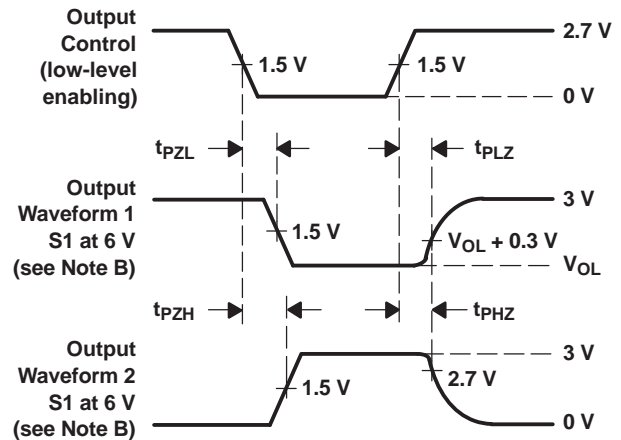 Output
Control
(low-level
enabling)
2.7 V
1.5 V
1.5 V
0 V
tPZL
tPLZ
Output
Waveform 1
S1 at 6 V
(see Note B)
3 V
1.5 V
VOL + 0.3 V
VOL
tPZH
tPHZ
Output
Waveform 2
S1 at 6 V
(see Note B)
3 V
1.5 V
2.7 V
0 V